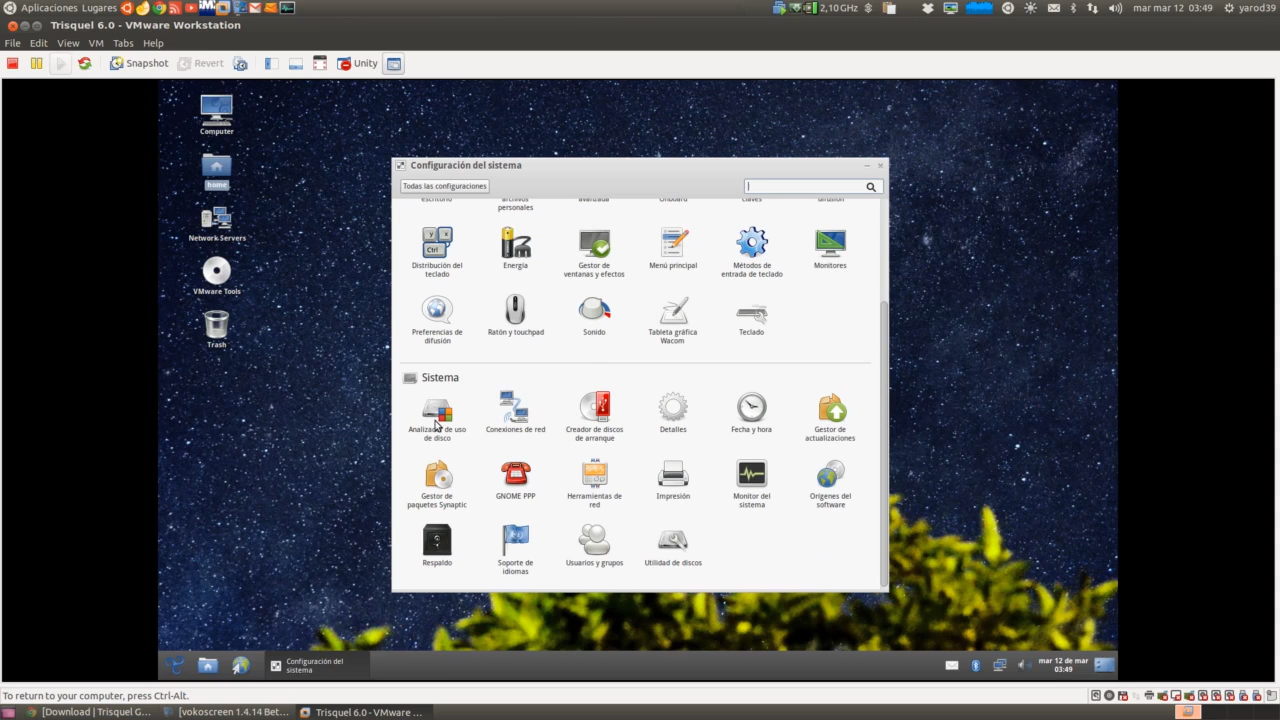 Aplicaciones Lugares
2,10GHz
mar mar 12 03:49
yarod39
Trisquel 6.0 - VMware Workstation
File Edit View VM Tabs Help
Snapshot
Revert
Unity
Computer
home
Network Servers
VMware Tools
Trash
Configuración del sistema
Todas las configuraciones
escritorio
archivos
personales
avanzada
Onboard
claves
difusión
Distribución del
teclado
Energía
Gestor de
ventanas y efectos
Menú principal
Métodos de
entrada de teclado
Monitores
Preferencias de
difusión
Ratón y touchpad
Sonido
Tableta gráfica
Wacom
Teclado
Sistema
Analizador de uso
de disco
Conexiones de red
Creador de discos
de arranque
Detalles
Fecha y hora
Gestor de
actualizaciones
Gestor de
paquetes Synaptic
GNOME PPP
Herramientas de
red
Impresión
Monitor del
sistema
Orígenes del
software
Respaldo
Soporte de
idiomas
Usuarios y grupos
Utilidad de discos
Configuración del
sistema
mar 12 de mar
03:49
To return to your computer, press Ctrl-Alt.
[Download | Trisquel G...
[vokoscreen 1.4.14 Bet...
Trisquel 6.0 - VMware ...